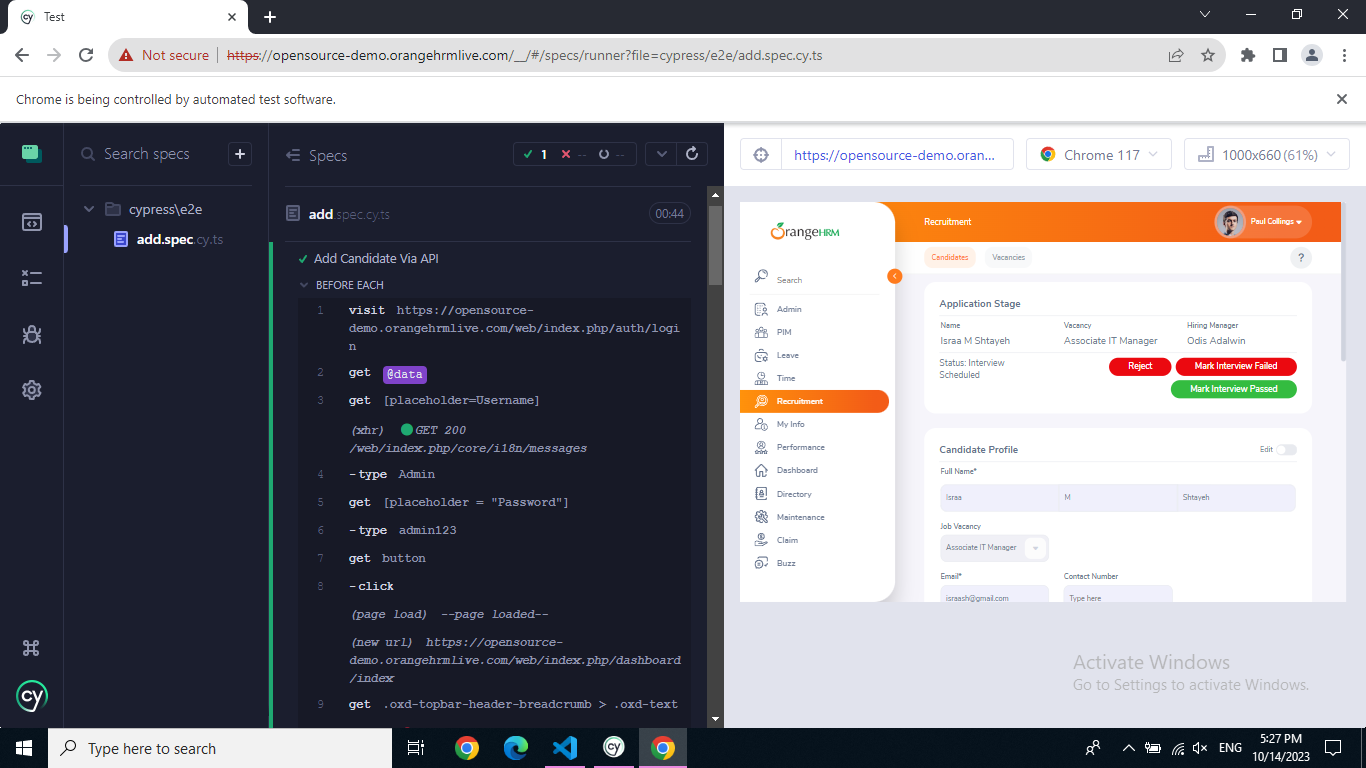 Test
Not secure
https://opensource-demo.orangehrmlive.com/__/#/specs/runner?file=cypress/e2e/add.spec.cy.ts
Chrome is being controlled by automated test software.
Search specs
cypress\e2e
add.spec.cy.ts
Specs
1 -- --
add.spec.cy.ts
00:44
Add Candidate Via API
BEFORE EACH
1 visit https://opensource-
demo.orangehrmlive.com/web/index.php/auth/logi
n
2 get @data
3 get [placeholder=Username]
(xhr) GET 200
/web/index.php/core/i18n/messages
4 -type Admin
5 get [placeholder = "Password"]
6 -type admin123
7 get button
8 -click
(page load) --page loaded--
(new url) https://opensource-
demo.orangehrmlive.com/web/index.php/dashboard
/index
9 get .oxd-topbar-header-breadcrumb > .oxd-text
https://opensource-demo.oran...
Chrome 117
1000x660 (61%)
OrangeHRM
Search
Admin
PIM
Leave
Time
Recruitment
My Info
Performance
Dashboard
Directory
Maintenance
Claim
Buzz
Recruitment
Paul Collings
Candidates
Vacancies
?
Application Stage
Name
Vacancy
Hiring Manager
Israa M Shtayeh
Associate IT Manager
Odis Adalwin
Status: Interview
Scheduled
Reject
Mark Interview Failed
Mark Interview Passed
Candidate Profile
Edit
Full Name*
Israa
M
Shtayeh
Job Vacancy
Associate IT Manager
Email*
Contact Number
israash@gmail.com
Type here
Activate Windows
Go to Settings to activate Windows.
cy
Type here to search
ENG
5:27 PM
10/14/2023